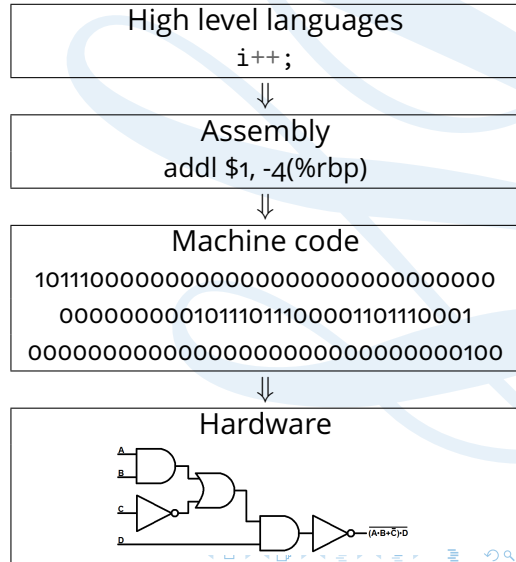 High level languages
i++;
⇓
Assembly
addl $1, -4(%rbp)
⇓
Machine code
10111000000000000000000000000000
00000000010111011100001101110001
00000000000000000000000000000100
⇓
Hardware
A
B
C
D
(A·B+C̅)·D